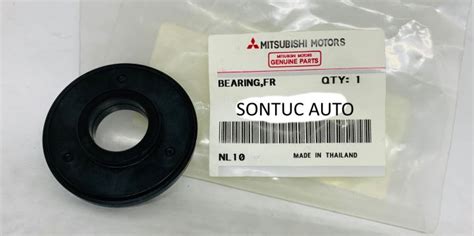 MITSUBISHI MOTORS
GENUINE PARTS
BEARING,FR QTY: 1
SONTUC AUTO
NL10 MADE IN THAILAND